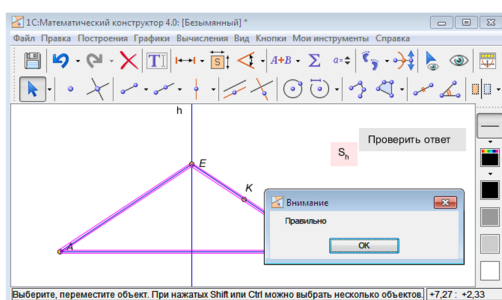 1С:Математический конструктор 4.0: [Безымянный] *
Файл Правка Построения Графики Вычисления Вид Кнопки Мои инструменты Справка
T
S
A+B
Σ
h
Проверить ответ
Sh
E
K
Внимание
Правильно
OK
A
Выберите, переместите объект. При нажатых Shift или Ctrl можно выбрать несколько объектов. +7,27 : +2,33